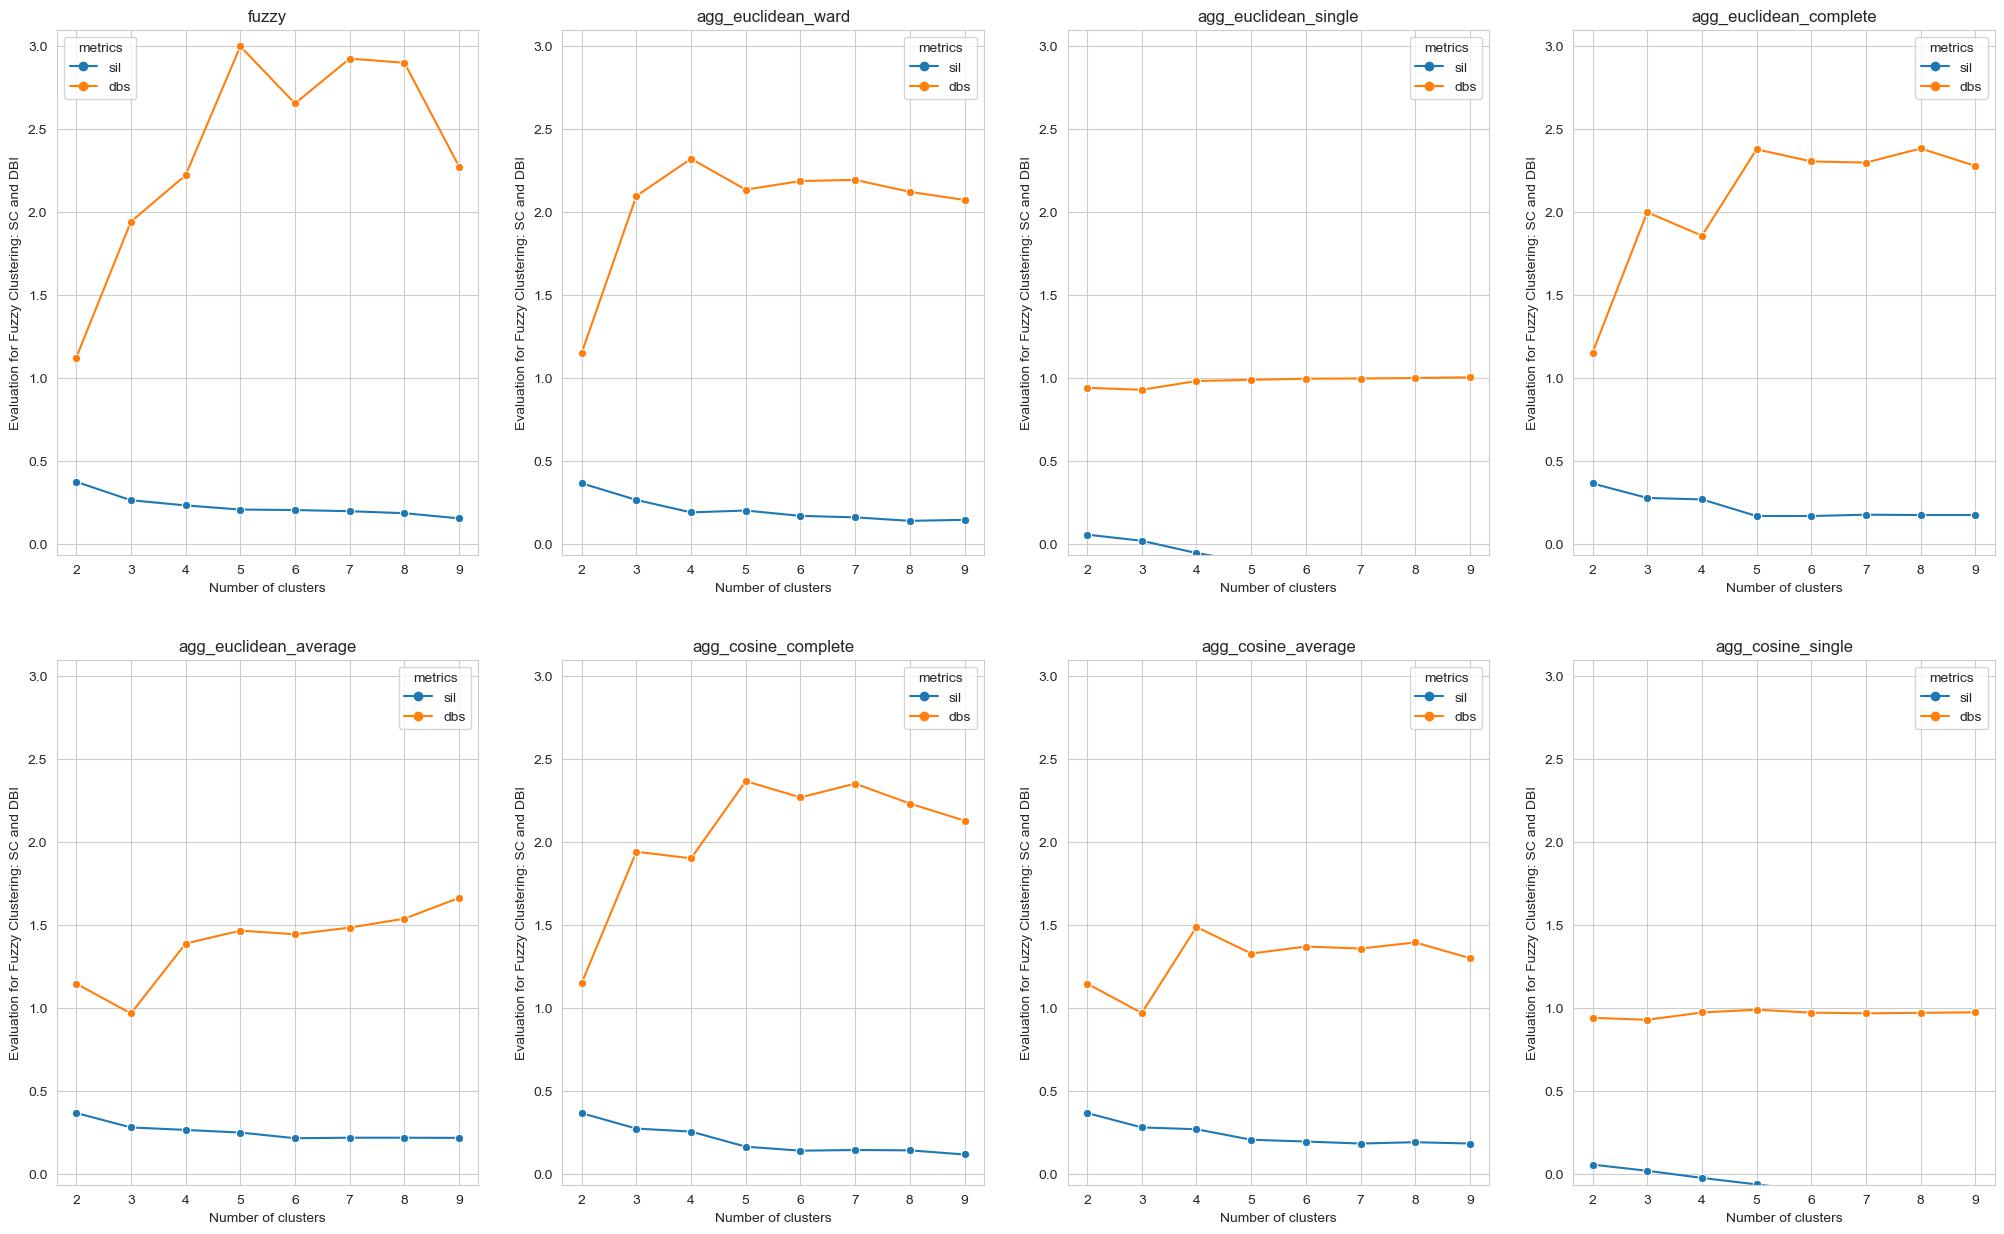 fuzzy
metrics
sil
dbs
Evaluation for Fuzzy Clustering: SC and DBI
3.0
2.5
2.0
1.5
1.0
0.5
0.0
2 3 4 5 6 7 8 9
Number of clusters
agg_euclidean_ward
metrics
sil
dbs
Evaluation for Fuzzy Clustering: SC and DBI
3.0
2.5
2.0
1.5
1.0
0.5
0.0
2 3 4 5 6 7 8 9
Number of clusters
agg_euclidean_single
metrics
sil
dbs
Evaluation for Fuzzy Clustering: SC and DBI
3.0
2.5
2.0
1.5
1.0
0.5
0.0
2 3 4 5 6 7 8 9
Number of clusters
agg_euclidean_complete
metrics
sil
dbs
Evaluation for Fuzzy Clustering: SC and DBI
3.0
2.5
2.0
1.5
1.0
0.5
0.0
2 3 4 5 6 7 8 9
Number of clusters
agg_euclidean_average
metrics
sil
dbs
Evaluation for Fuzzy Clustering: SC and DBI
3.0
2.5
2.0
1.5
1.0
0.5
0.0
2 3 4 5 6 7 8 9
Number of clusters
agg_cosine_complete
metrics
sil
dbs
Evaluation for Fuzzy Clustering: SC and DBI
3.0
2.5
2.0
1.5
1.0
0.5
0.0
2 3 4 5 6 7 8 9
Number of clusters
agg_cosine_average
metrics
sil
dbs
Evaluation for Fuzzy Clustering: SC and DBI
3.0
2.5
2.0
1.5
1.0
0.5
0.0
2 3 4 5 6 7 8 9
Number of clusters
agg_cosine_single
metrics
sil
dbs
Evaluation for Fuzzy Clustering: SC and DBI
3.0
2.5
2.0
1.5
1.0
0.5
0.0
2 3 4 5 6 7 8 9
Number of clusters